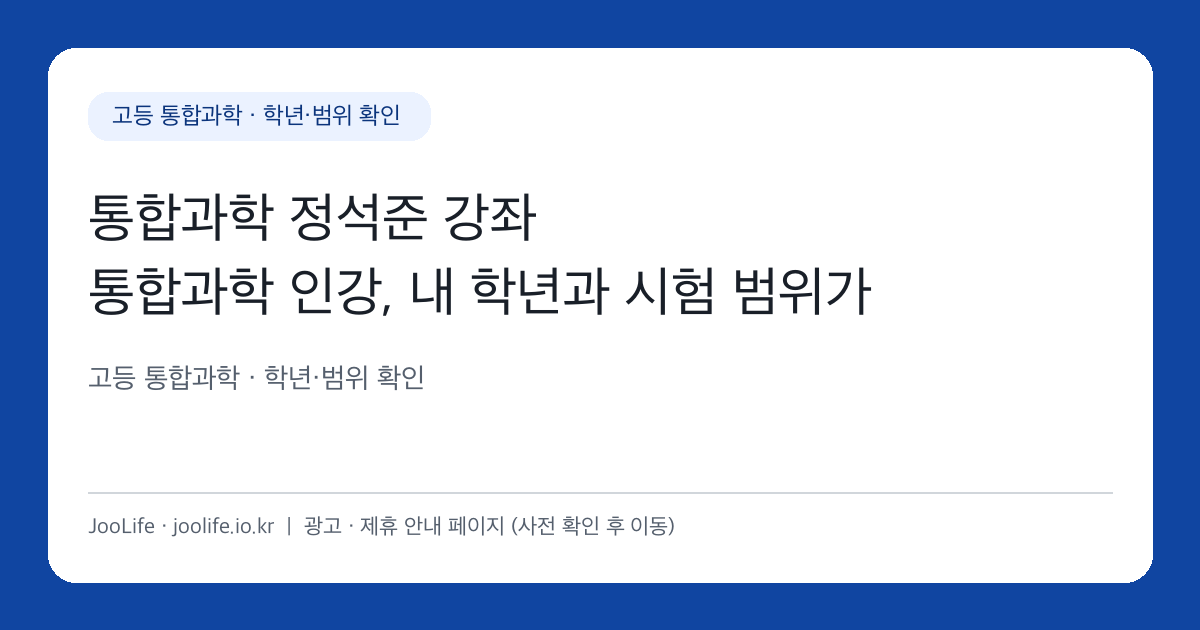 고등 통합과학 · 학년·범위 확인
통합과학 정석준 강좌
통합과학 인강, 내 학년과 시험 범위가
고등 통합과학 · 학년·범위 확인
JooLife · joolife.io.kr | 광고 · 제휴 안내 페이지 (사전 확인 후 이동)